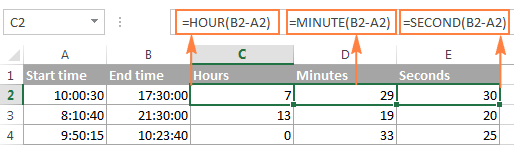 C2 =HOUR(B2-A2) =MINUTE(B2-A2) =SECOND(B2-A2)
A B C D E
1 Start time End time Hours Minutes Seconds
2 10:00:30 17:30:00 7 29 30
3 8:10:40 21:30:00 13 19 20
4 9:50:15 10:23:40 0 33 25